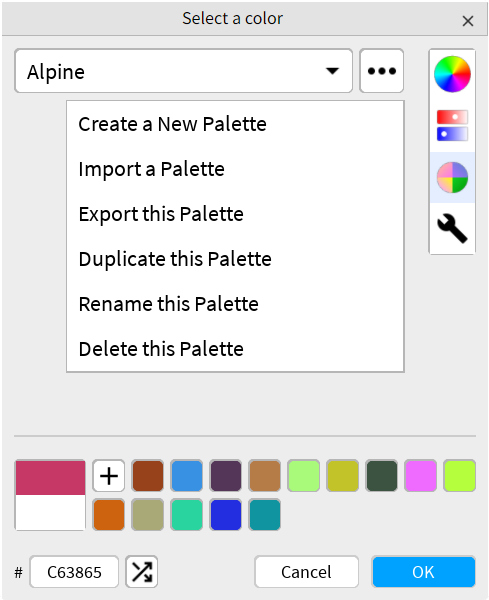 Select a color
Alpine
Create a New Palette
Import a Palette
Export this Palette
Duplicate this Palette
Rename this Palette
Delete this Palette
# C63865 Cancel OK